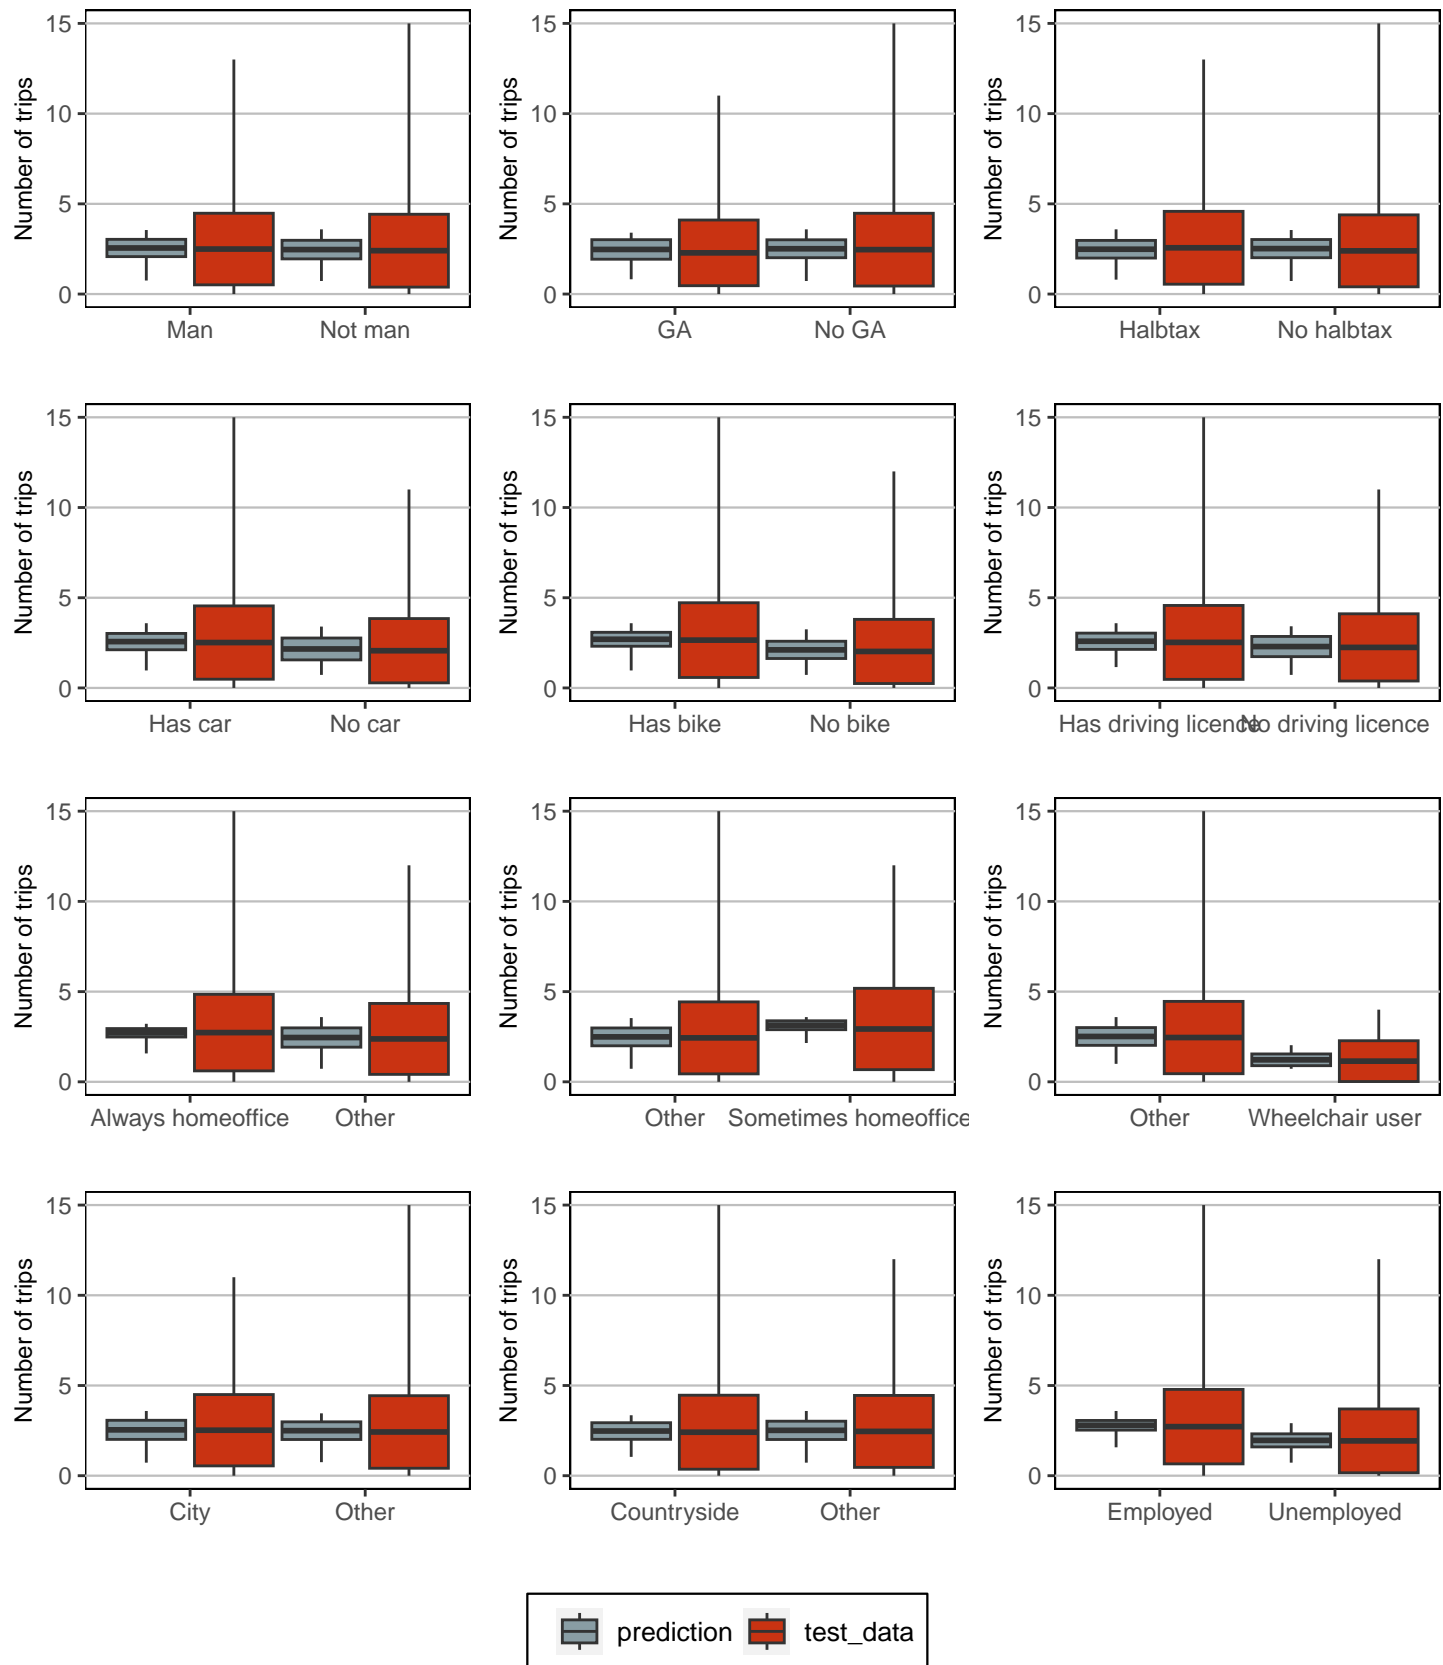 Number of trips
15
10
5
0
Man Not man
Number of trips
15
10
5
0
GA No GA
Number of trips
15
10
5
0
Halbtax No halbtax
Number of trips
15
10
5
0
Has car No car
Number of trips
15
10
5
0
Has bike No bike
Number of trips
15
10
5
0
Has driving licence No driving licence
Number of trips
15
10
5
0
Always homeoffice Other
Number of trips
15
10
5
0
Other Sometimes homeoffice
Number of trips
15
10
5
0
Other Wheelchair user
Number of trips
15
10
5
0
City Other
Number of trips
15
10
5
0
Countryside Other
Number of trips
15
10
5
0
Employed Unemployed
prediction test_data